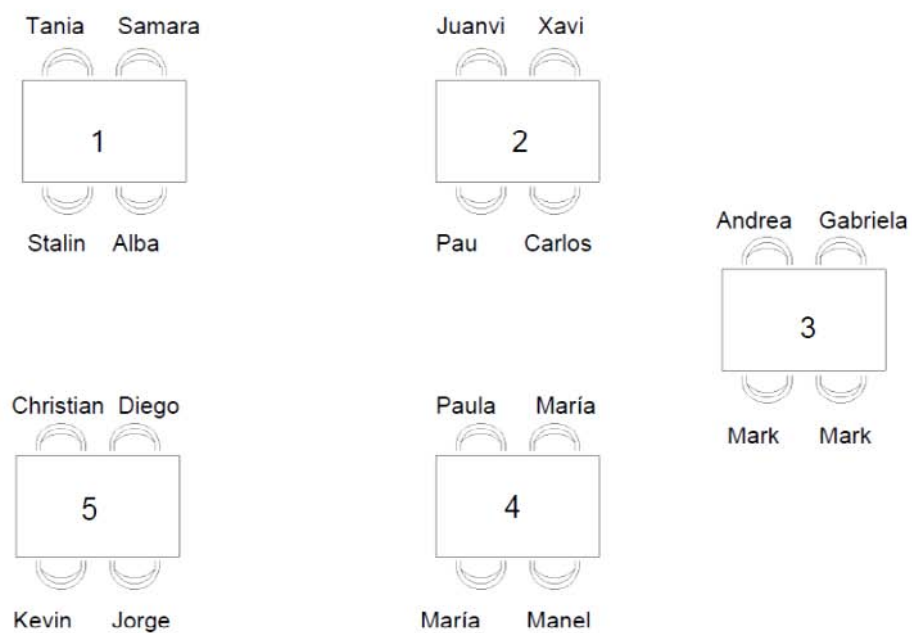 Tania Samara
1
Stalin Alba
Juanvi Xavi
2
Pau Carlos
Andrea Gabriela
3
Mark Mark
Christian Diego
5
Kevin Jorge
Paula María
4
María Manel